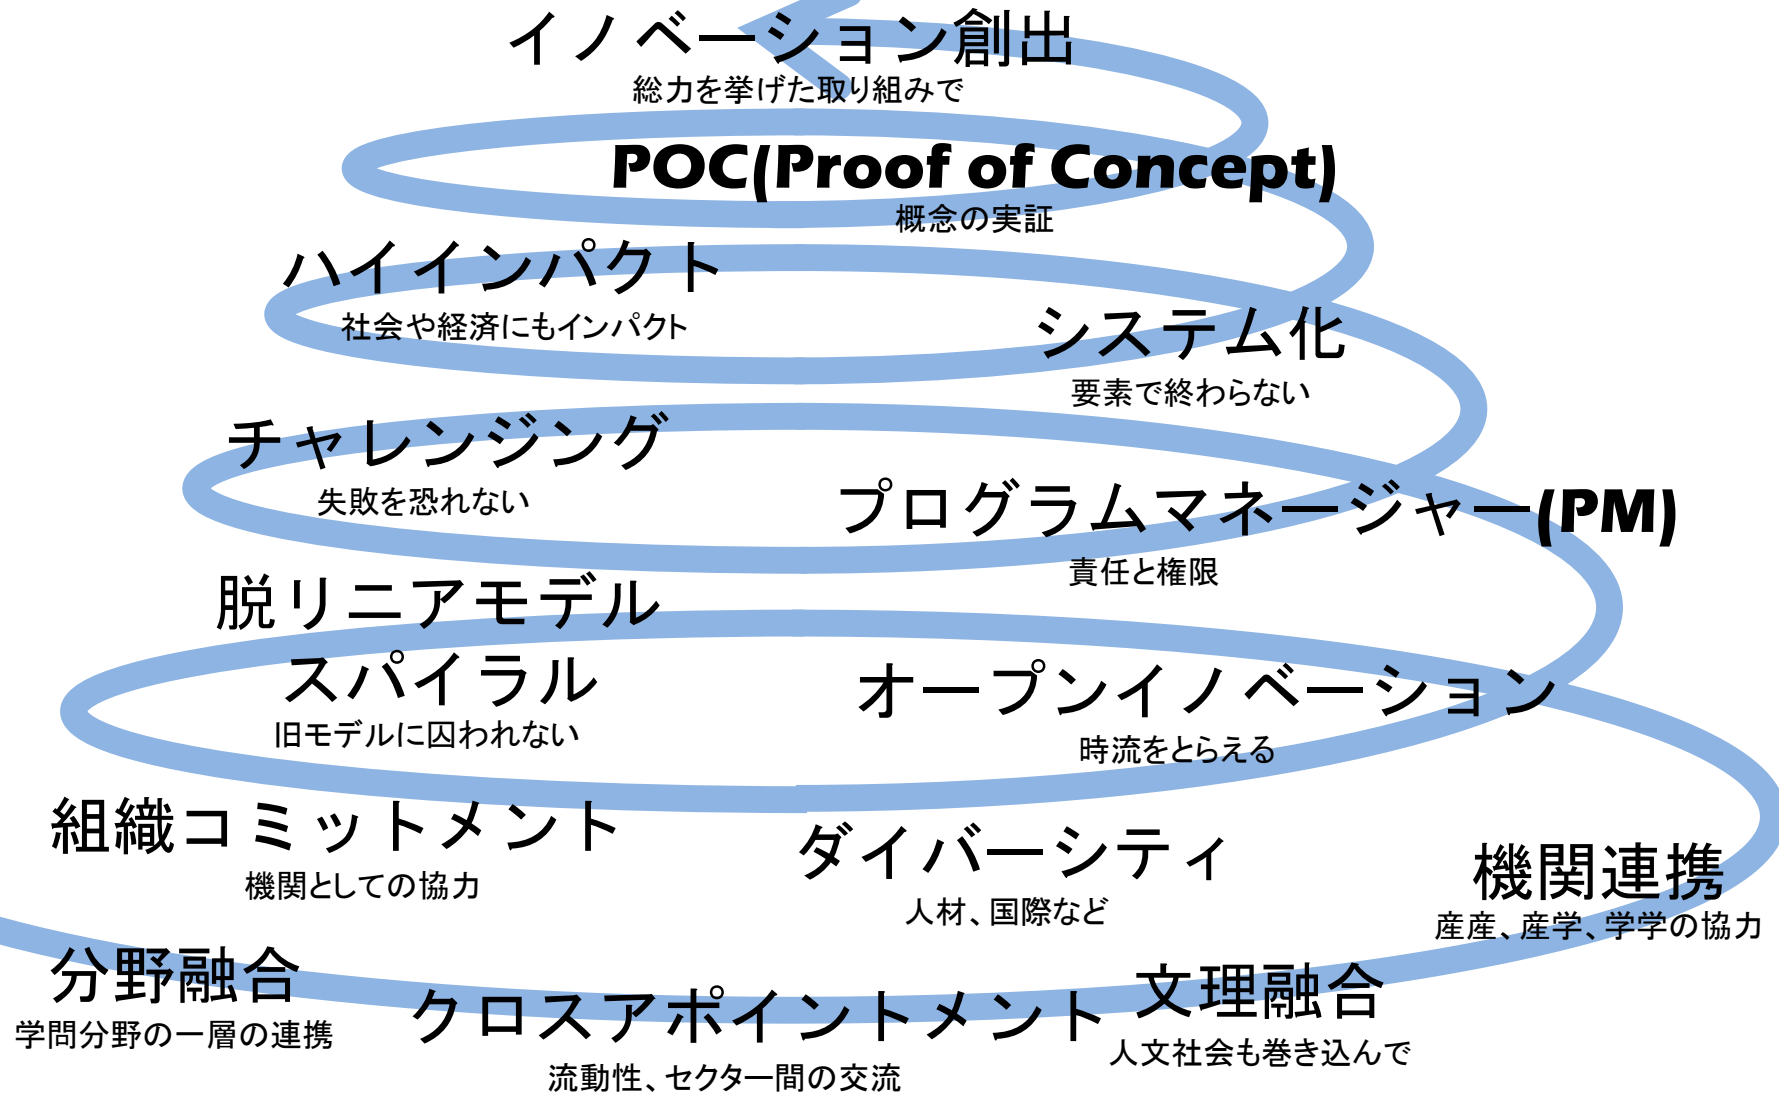 イノベーション創出
総力を挙げた取り組みで
POC(Proof of Concept)
概念の実証
ハイインパクト
社会や経済にもインパクト
システム化
要素で終わらない
チャレンジング
失敗を恐れない
プログラムマネージャー(PM)
責任と権限
脱リニアモデル
スパイラル
旧モデルに囚われない
オープンイノベーション
時流をとらえる
組織コミットメント
機関としての協力
ダイバーシティ
人材、国際など
機関連携
産産、産学、学学の協力
分野融合
学問分野の一層の連携
クロスアポイントメント
流動性、セクター間の交流
文理融合
人文社会も巻き込んで